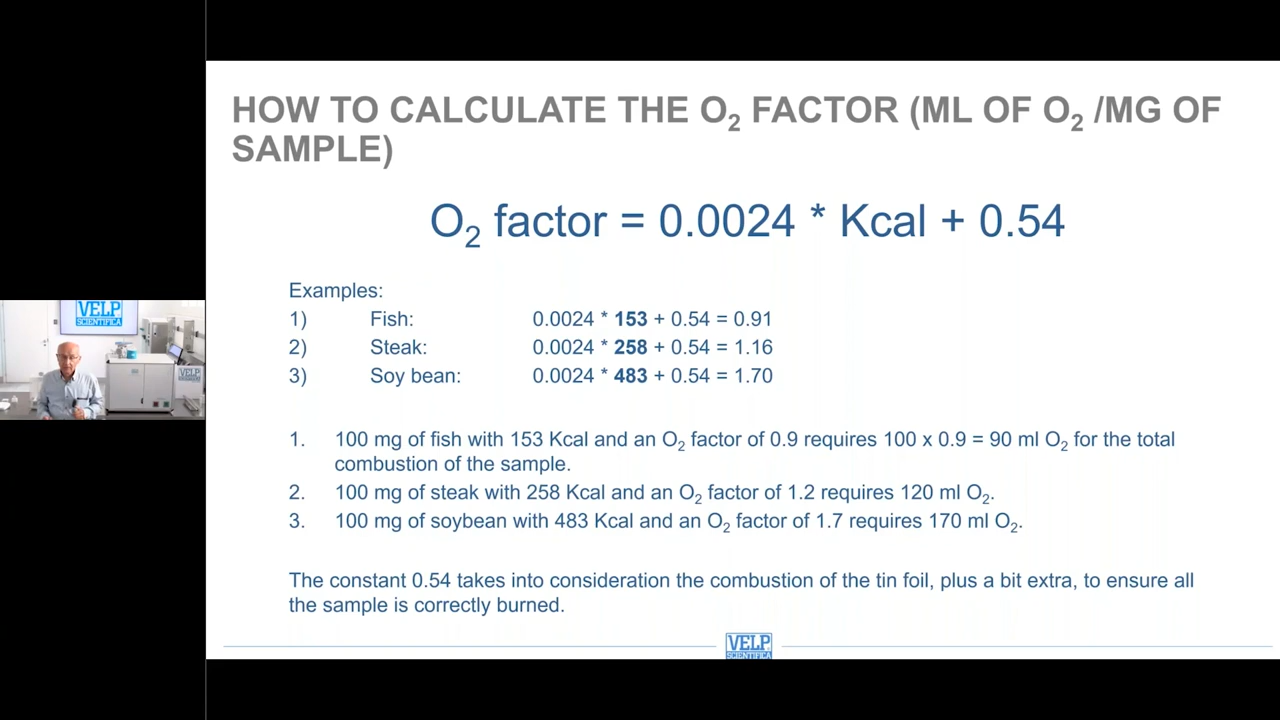 HOW TO CALCULATE THE O₂ FACTOR (ML OF O₂ /MG OF
SAMPLE)
O₂ factor = 0.0024 * Kcal + 0.54
Examples:
1) Fish: 0.0024 * 153 + 0.54 = 0.91
2) Steak: 0.0024 * 258 + 0.54 = 1.16
3) Soy bean: 0.0024 * 483 + 0.54 = 1.70
1. 100 mg of fish with 153 Kcal and an O₂ factor of 0.9 requires 100 x 0.9 = 90 ml O₂ for the total
combustion of the sample.
2. 100 mg of steak with 258 Kcal and an O₂ factor of 1.2 requires 120 ml O₂.
3. 100 mg of soybean with 483 Kcal and an O₂ factor of 1.7 requires 170 ml O₂.
The constant 0.54 takes into consideration the combustion of the tin foil, plus a bit extra, to ensure all
the sample is correctly burned.
VELP
SCIENTIFICA
VELP
SCIENTIFICA
VELP